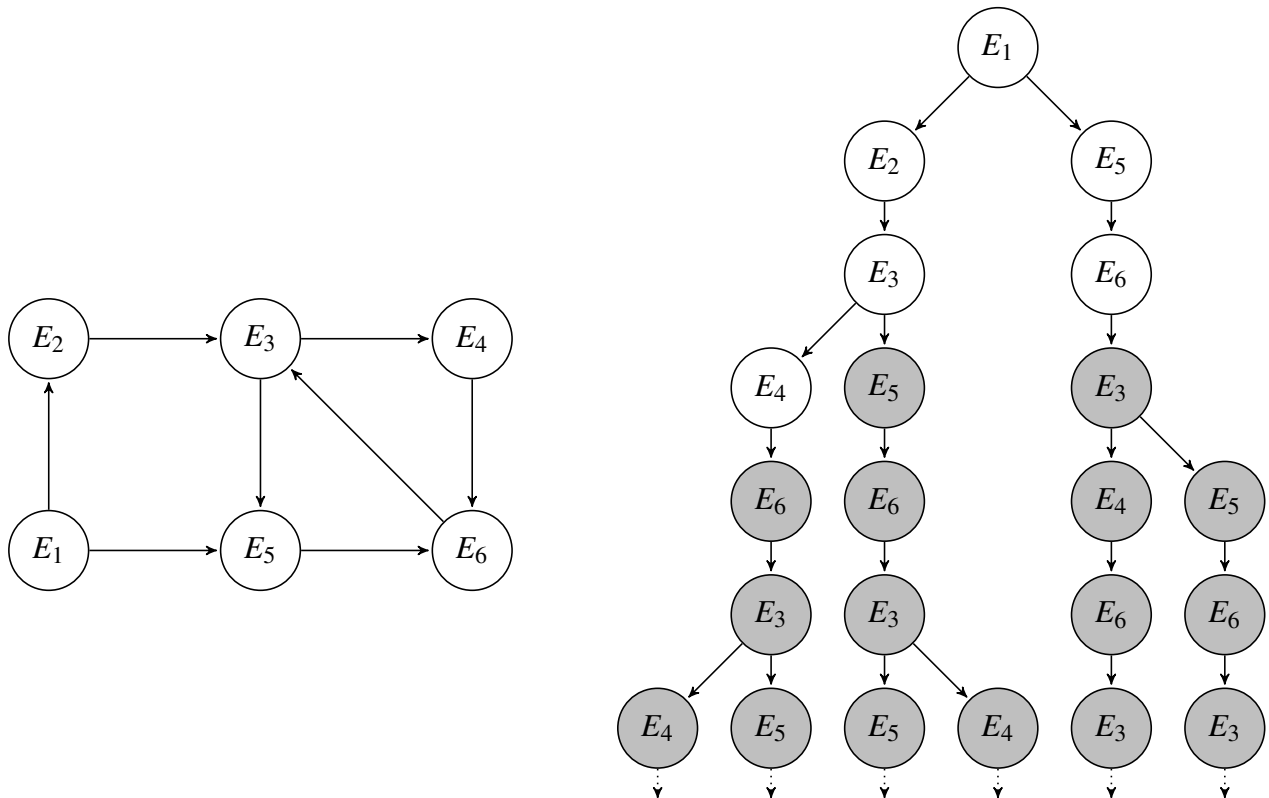 E₂ E₃ E₄
E₁ E₅ E₆
E₁
E₂ E₅
E₃ E₆
E₄ E₅ E₃
E₆ E₆ E₄ E₅
E₃ E₃ E₆ E₆
E₄ E₅ E₅ E₄ E₃ E₃